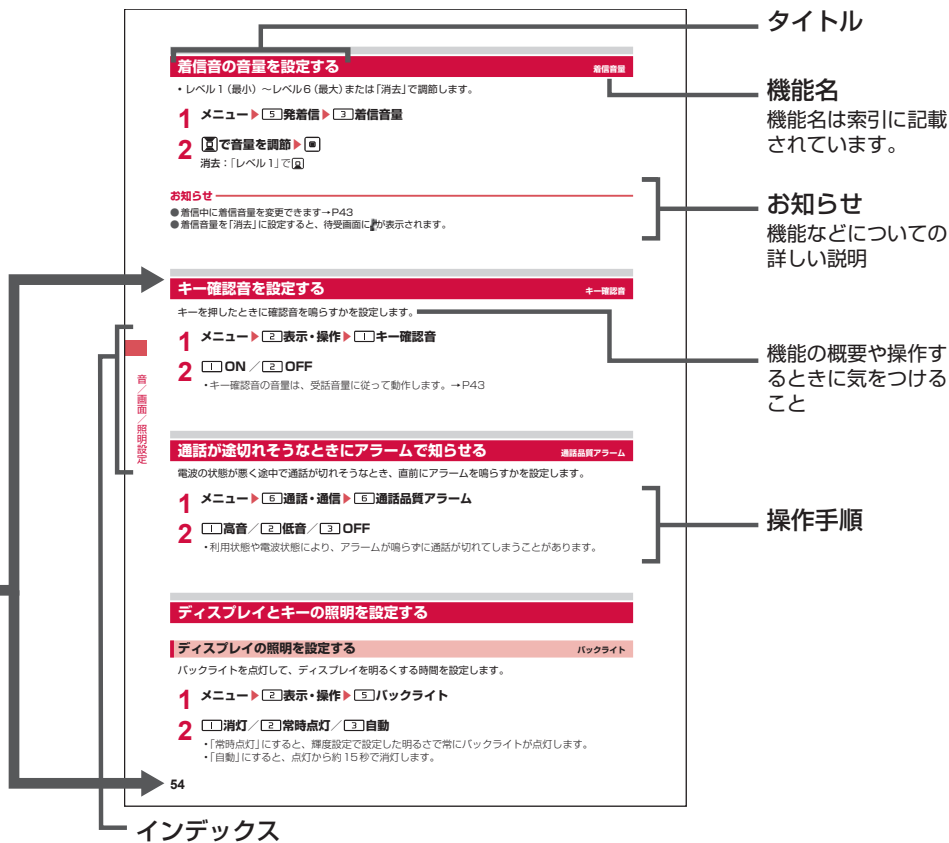 タイトル
着信音の音量を設定する 着信音量
・レベル1(最小)~レベル6(最大)または「消去」で調節します。
1 メニュー▶5発着信▶3着信音量
2 で音量を調節▶
消去:「レベル1」で
お知らせ
●着信中に着信音量を変更できます→P43
●着信音量を「消去」に設定すると、待受画面にが表示されます。
機能名
機能名は索引に記載
されています。
お知らせ
機能などについての
詳しい説明
キー確認音を設定する キー確認音
キーを押したときに確認音を鳴らすかを設定します。
1 メニュー▶2表示・操作▶1キー確認音
2 1ON/2OFF
・キー確認音の音量は、受話音量に従って動作します。→P43
機能の概要や操作す
るときに気をつける
こと
音/画面/照明設定
通話が途切れそうなときにアラームで知らせる 通話品質アラーム
電波の状態が悪く途中で通話が切れそうなとき、直前にアラームを鳴らすかを設定します。
1 メニュー▶6通話・通信▶6通話品質アラーム
2 1高音/2低音/3OFF
・利用状態や電波状態により、アラームが鳴らずに通話が切れてしまうことがあります。
操作手順
ディスプレイとキーの照明を設定する
ディスプレイの照明を設定する バックライト
バックライトを点灯して、ディスプレイを明るくする時間を設定します。
1 メニュー▶2表示・操作▶5バックライト
2 1消灯/2常時点灯/3自動
・「常時点灯」にすると、輝度設定で設定した明るさで常にバックライトが点灯します。
・「自動」にすると、点灯から約15秒で消灯します。
54
インデックス